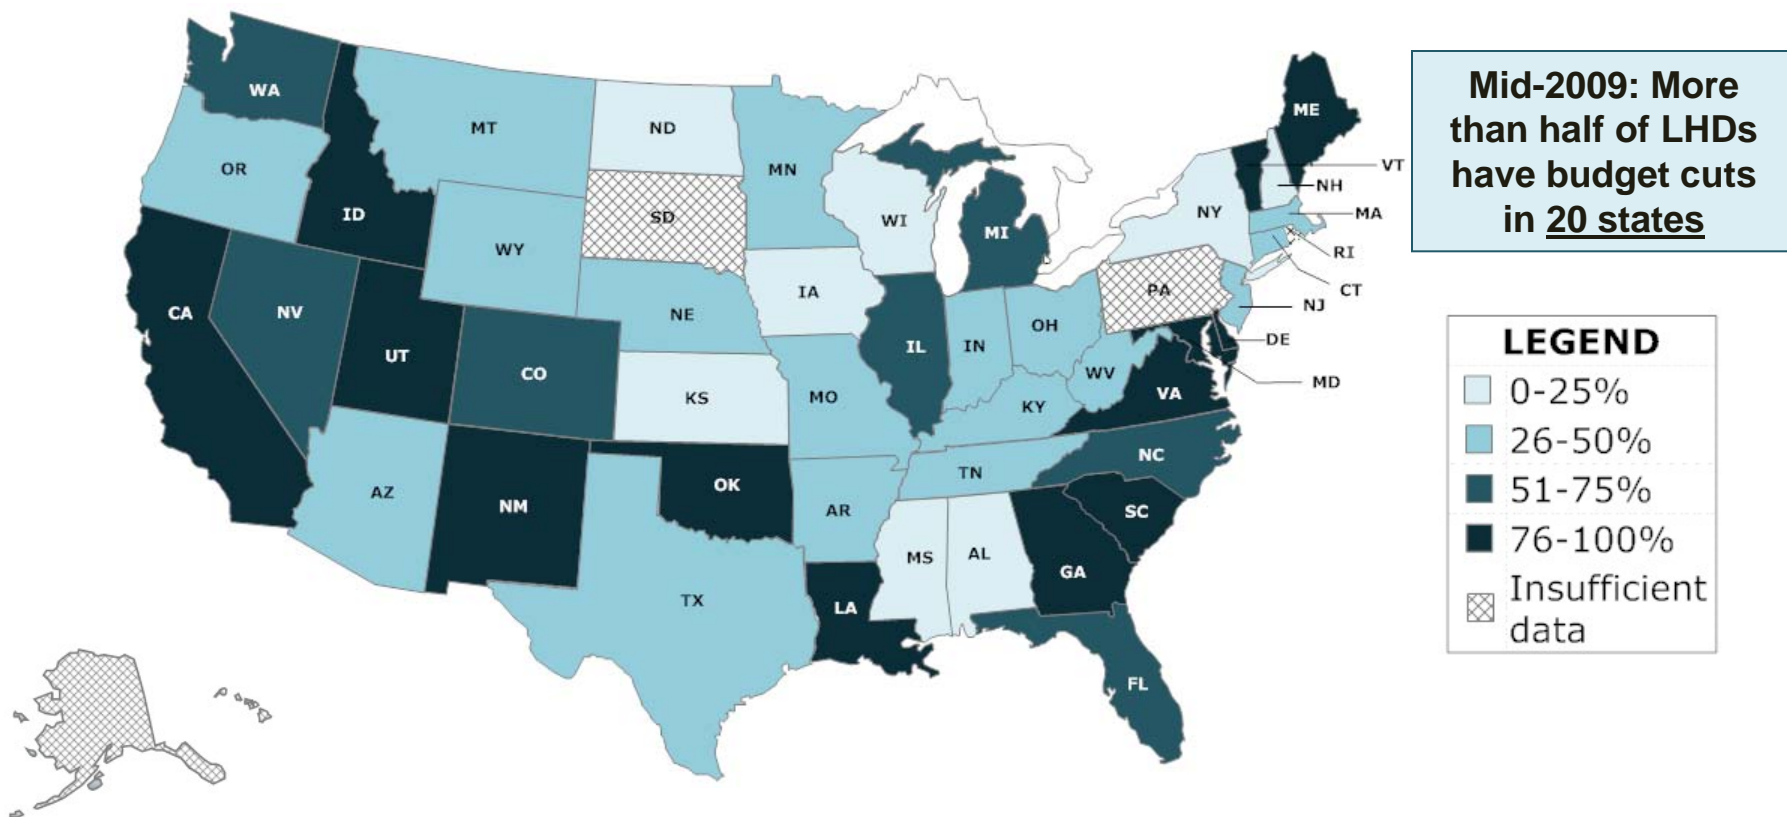 Mid-2009: More
than half of LHDs
have budget cuts
in 20 states
WA
OR
ID
MT
ND
SD
WY
NE
MN
WI
IA
MI
NY
ME
VT
NH
MA
RI
CT
NJ
PA
DE
MD
CA
NV
UT
CO
KS
MO
IL
IN
OH
WV
KY
VA
NC
TN
AZ
NM
OK
AR
TX
LA
MS
AL
GA
SC
FL
LEGEND
0-25%
26-50%
51-75%
76-100%
Insufficient
data